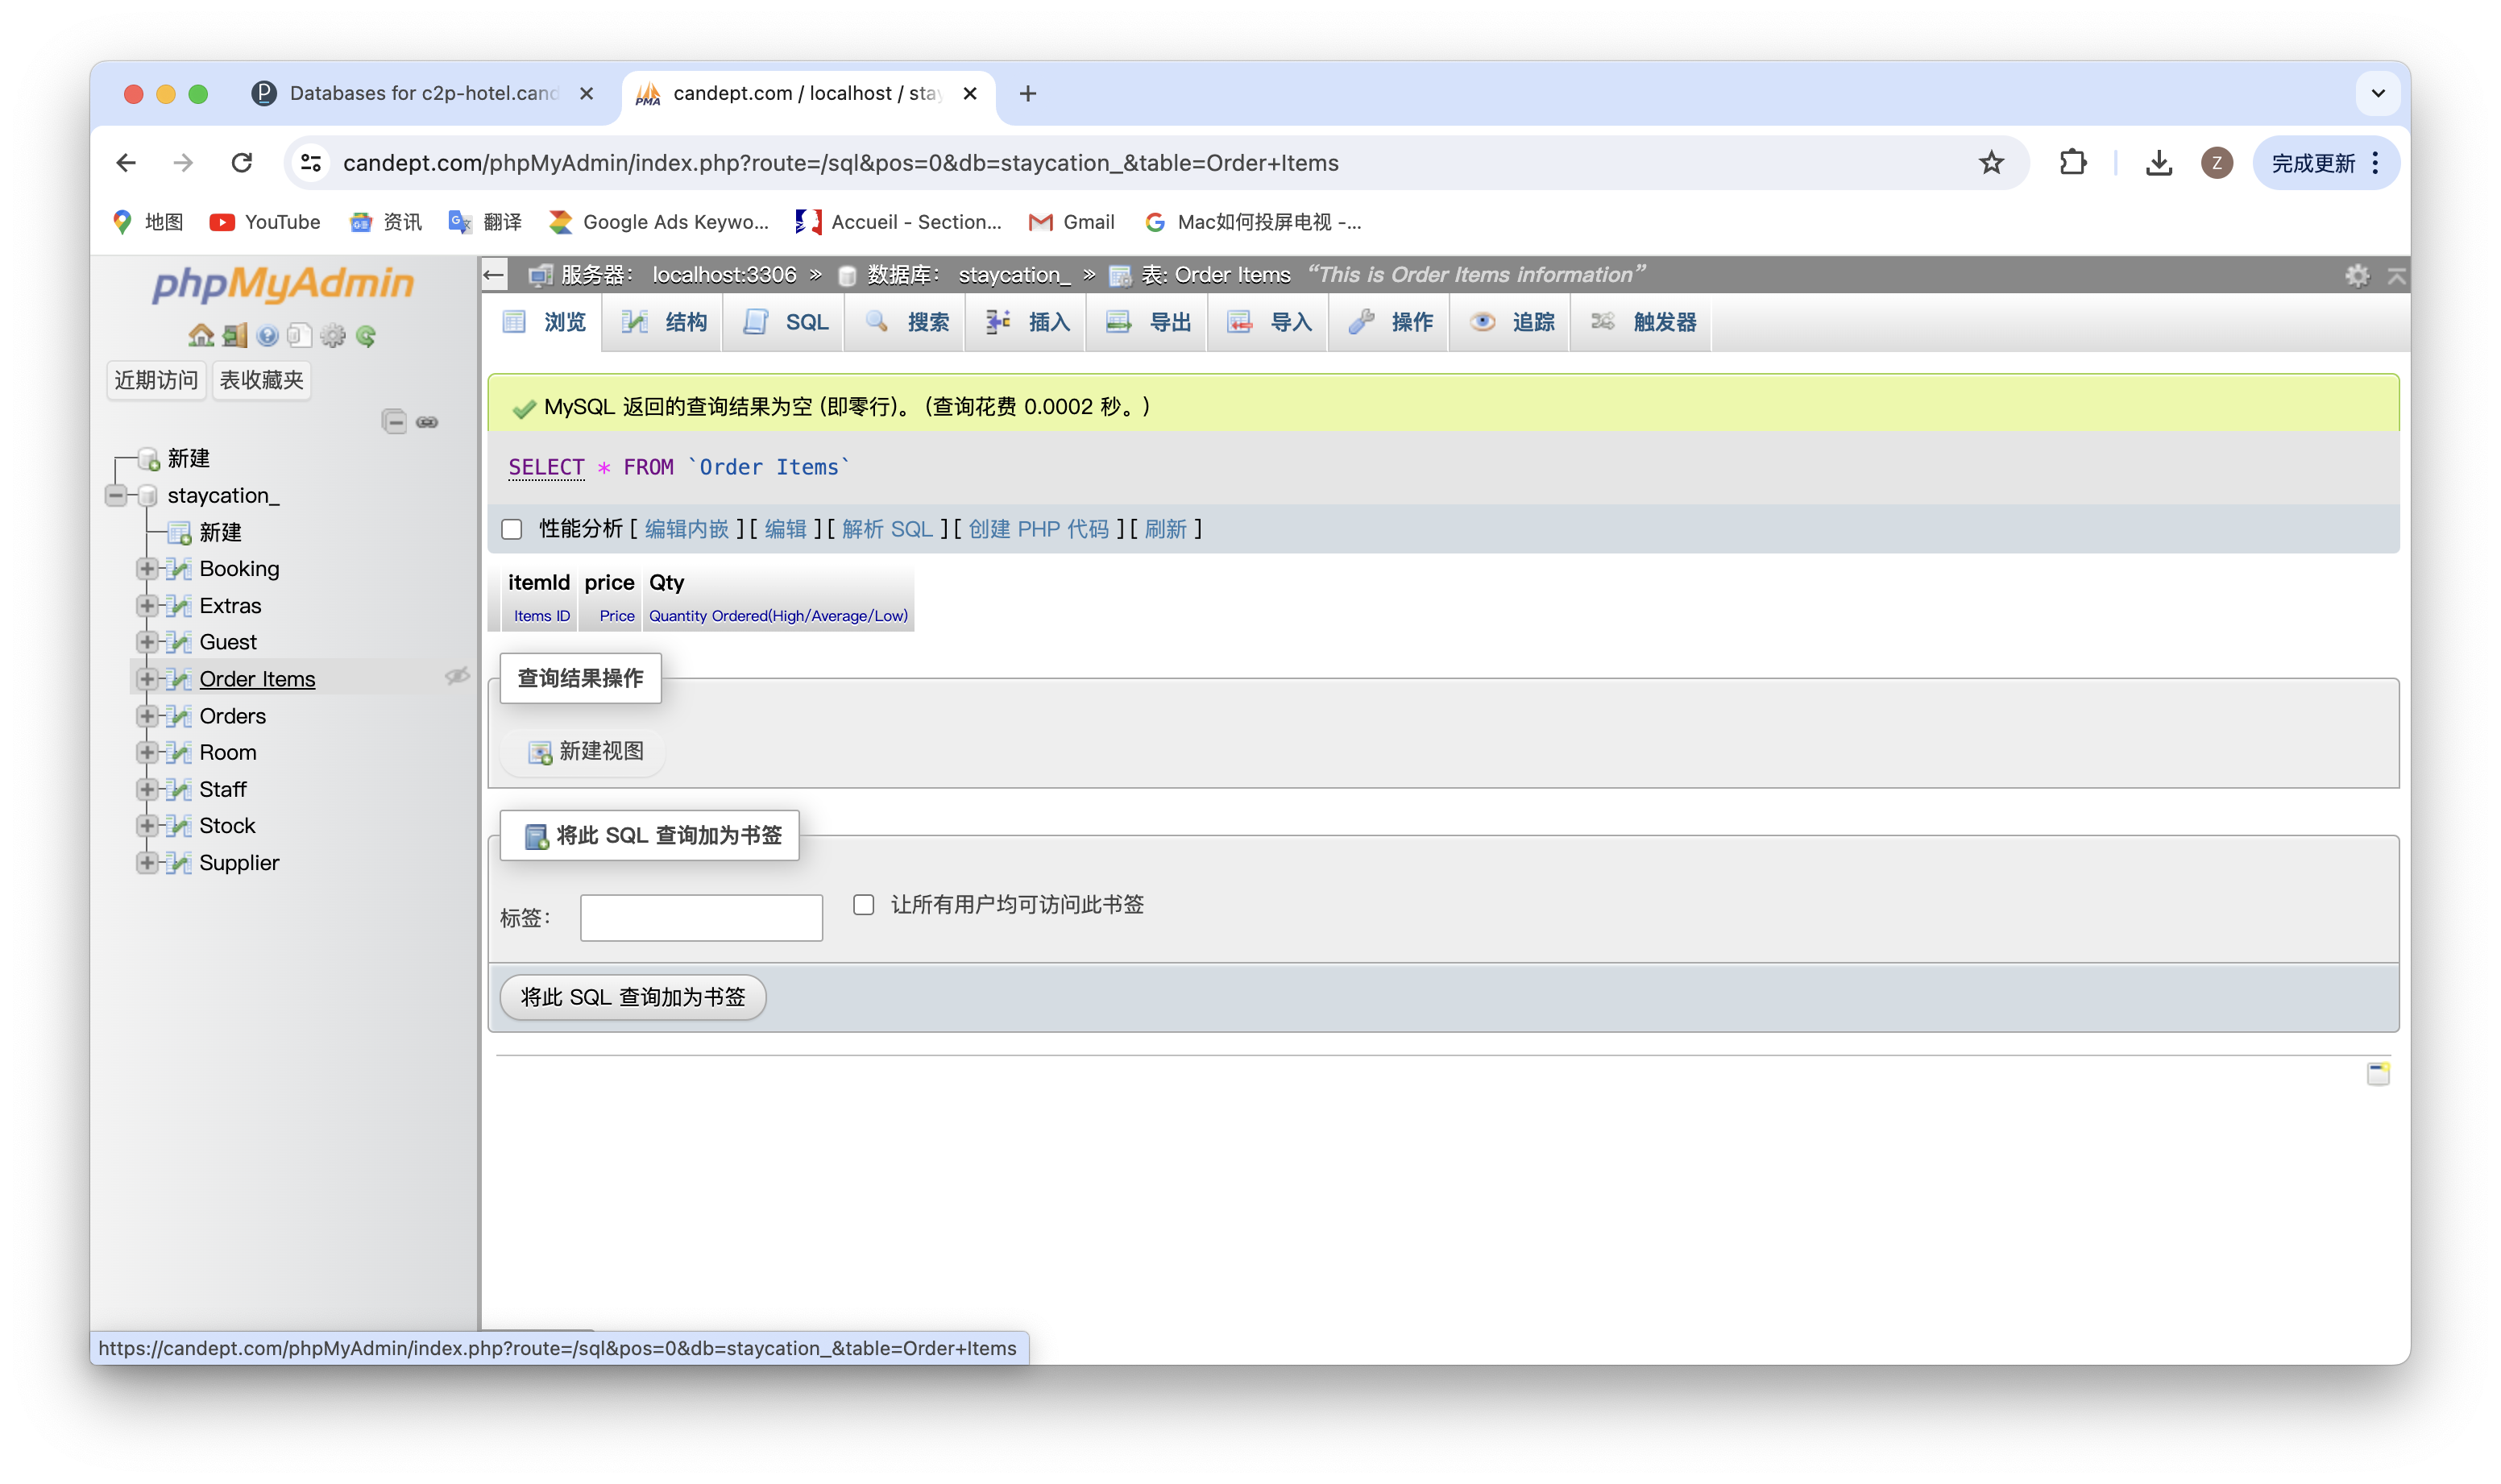 Databases for c2p-hotel.cand
candept.com / localhost / stay
candept.com/phpMyAdmin/index.php?route=/sql&pos=0&db=staycation_&table=Order+Items
Z
完成更新
地图
YouTube
资讯
翻译
Google Ads Keywo...
Accueil - Section...
Gmail
Mac如何投屏电视 -...
phpMyAdmin
近期访问
表收藏夹
新建
staycation_
新建
Booking
Extras
Guest
Order Items
Orders
Room
Staff
Stock
Supplier
服务器： localhost:3306 » 数据库： staycation_ » 表: Order Items “This is Order Items information”
浏览
结构
SQL
搜索
插入
导出
导入
操作
追踪
触发器
MySQL 返回的查询结果为空 (即零行)。 (查询花费 0.0002 秒。)
SELECT * FROM `Order Items`
性能分析 [ 编辑内嵌 ] [ 编辑 ] [ 解析 SQL ] [ 创建 PHP 代码 ] [ 刷新 ]
itemId price Qty
Items ID Price Quantity Ordered(High/Average/Low)
查询结果操作
新建视图
将此 SQL 查询加为书签
标签：
让所有用户均可访问此书签
将此 SQL 查询加为书签
https://candept.com/phpMyAdmin/index.php?route=/sql&pos=0&db=staycation_&table=Order+Items